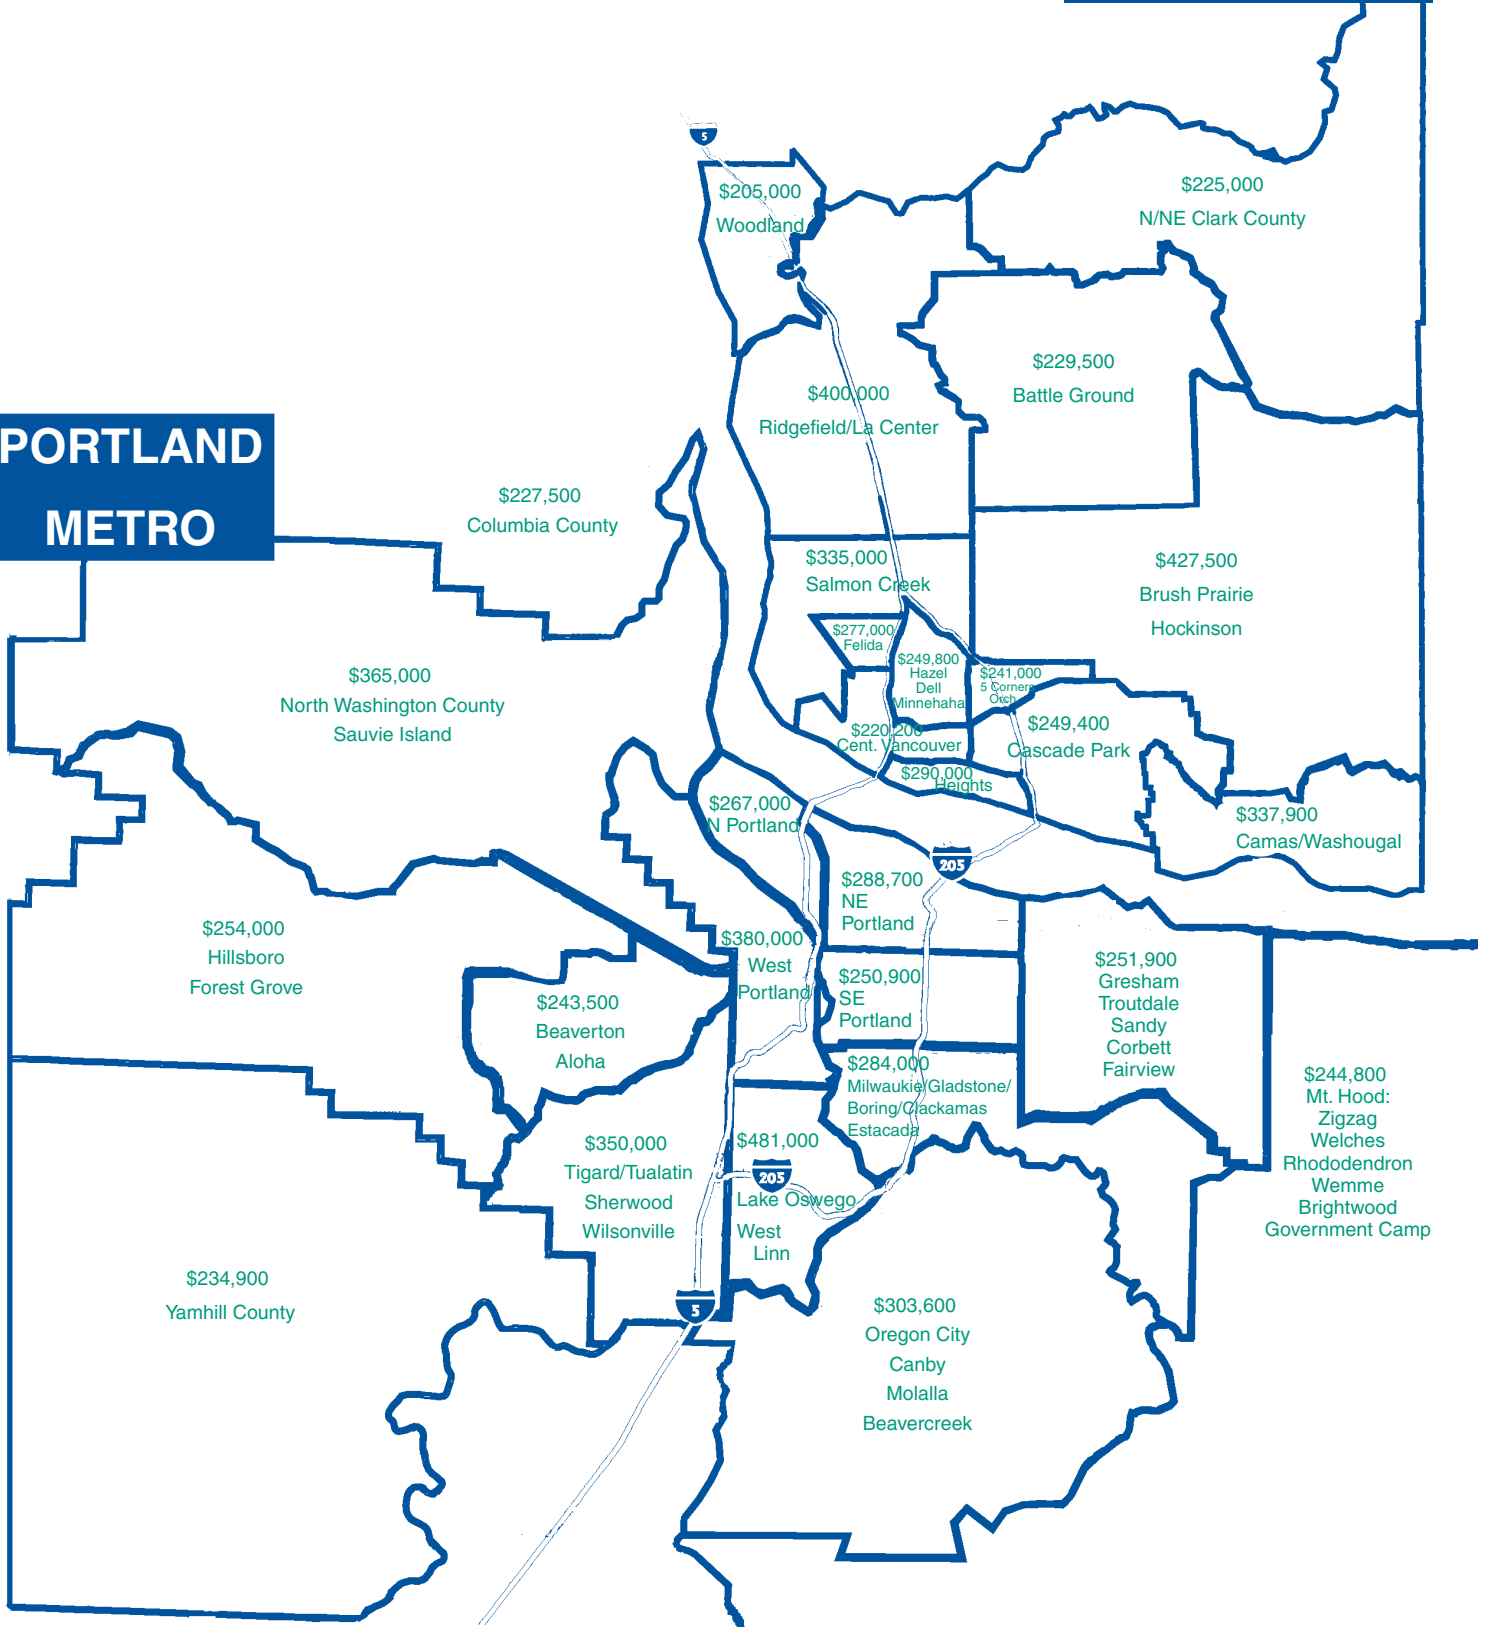 5
$205,000
Woodland
$225,000
N/NE Clark County
$229,500
Battle Ground
$400,000
Ridgefield/La Center
PORTLAND
METRO
$227,500
Columbia County
$335,000
Salmon Creek
$427,500
Brush Prairie
Hockinson
$277,000
Felida
$249,800
Hazel
Dell
Minnehaha
$241,000
5 Corners
Orch
$365,000
North Washington County
Sauvie Island
$220,200
Cent. Vancouver
$249,400
Cascade Park
$290,000
Heights
$267,000
N Portland
$337,900
Camas/Washougal
205
$288,700
NE
Portland
$254,000
Hillsboro
Forest Grove
$380,000
West
Portland
$250,900
SE
Portland
$251,900
Gresham
Troutdale
Sandy
Corbett
Fairview
$243,500
Beaverton
Aloha
$284,000
Milwaukie/Gladstone/
Boring/Clackamas
Estacada
$244,800
Mt. Hood:
Zigzag
Welches
Rhododendron
Wemme
Brightwood
Government Camp
$350,000
Tigard/Tualatin
Sherwood
Wilsonville
$481,000
205
Lake Oswego
West
Linn
$234,900
Yamhill County
5
$303,600
Oregon City
Canby
Molalla
Beavercreek